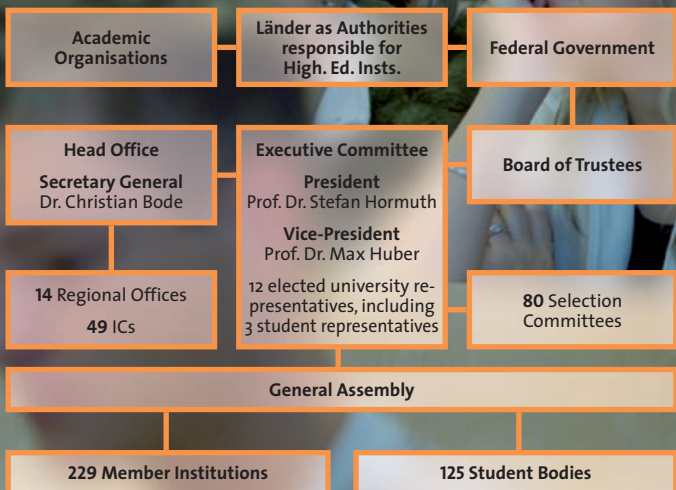 Academic
Organisations
Länder as Authorities
responsible for
High. Ed. Insts.
Federal Government
Head Office
Secretary General
Dr. Christian Bode
Executive Committee
President
Prof. Dr. Stefan Hormuth
Vice-President
Prof. Dr. Max Huber
12 elected university re-
presentatives, including
3 student representatives
Board of Trustees
14 Regional Offices
49 ICs
80 Selection
Committees
General Assembly
229 Member Institutions
125 Student Bodies